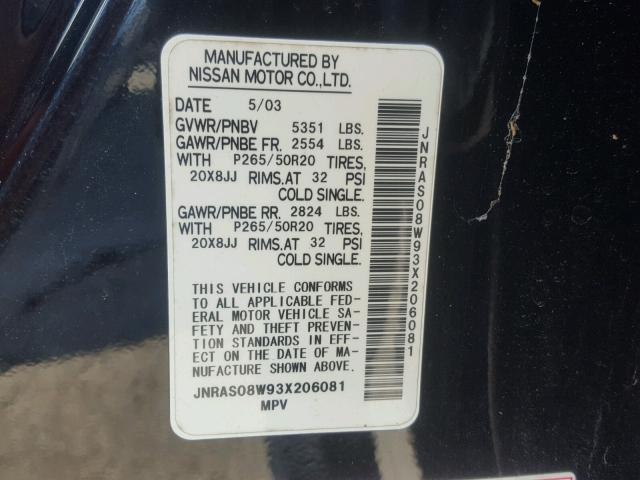 MANUFACTURED BY
NISSAN MOTOR CO.,LTD.
DATE 5/03
GVWR/PNBV 5351 LBS.
GAWR/PNBE FR. 2554 LBS.
WITH P265/50R20 TIRES,
20X8JJ RIMS.AT 32 PSI
COLD SINGLE.
GAWR/PNBE RR. 2824 LBS.
WITH P265/50R20 TIRES,
20X8JJ RIMS.AT 32 PSI
COLD SINGLE.
THIS VEHICLE CONFORMS
TO ALL APPLICABLE FED-
ERAL MOTOR VEHICLE SA-
FETY AND THEFT PREVEN-
TION STANDARDS IN EFF-
ECT ON THE DATE OF MA-
NUFACTURE SHOWN ABOVE.
JNRAS08W93X206081
MPV
JNRAS08W93X206081